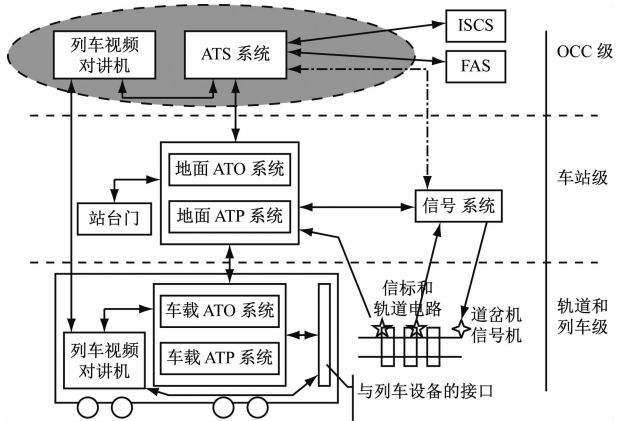 列车视频
对讲机
ATS 系统
ISCS
FAS
OCC 级
地面 ATO 系统
地面 ATP 系统
站台门
信号 系统
车站级
信标和
轨道电路
道岔机
信号机
轨道和
列车级
车载 ATO 系统
车载 ATP 系统
列车视频
对讲机
与列车设备的接口